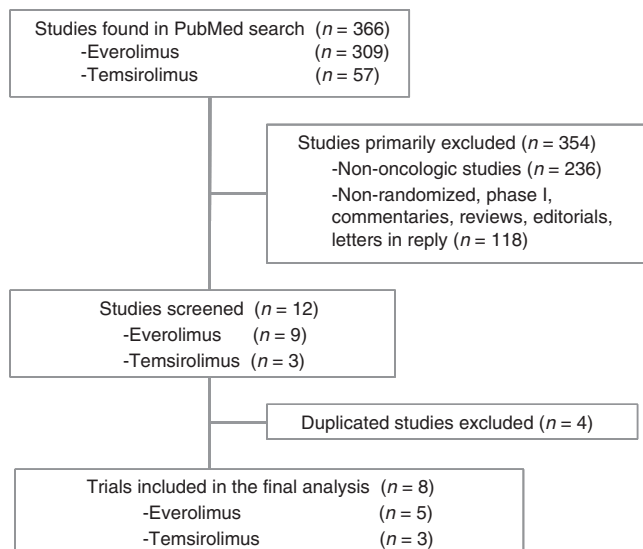 Studies found in PubMed search (n = 366)
-Everolimus (n = 309)
-Temsirolimus (n = 57)
Studies primarily excluded (n = 354)
-Non-oncologic studies (n = 236)
-Non-randomized, phase I,
commentaries, reviews, editorials,
letters in reply (n = 118)
Studies screened (n = 12)
-Everolimus (n = 9)
-Temsirolimus (n = 3)
Duplicated studies excluded (n = 4)
Trials included in the final analysis (n = 8)
-Everolimus (n = 5)
-Temsirolimus (n = 3)